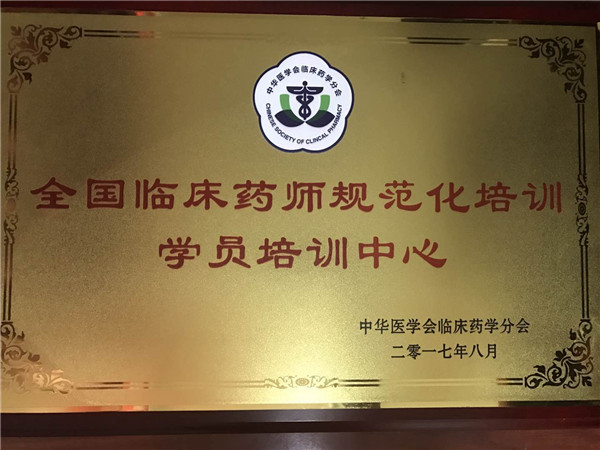 中华医学会临床药学分会
CHINESE SOCIETY OF CLINCAL PHARMACY
全国临床药师规范化培训
学员培训中心
中华医学会临床药学分会
二零一七年八月